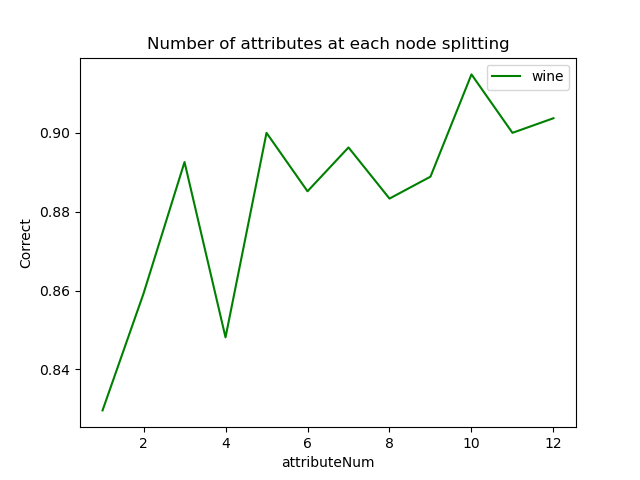 Number of attributes at each node splitting
wine
0.90
0.88
0.86
0.84
Correct
2 4 6 8 10 12
attributeNum